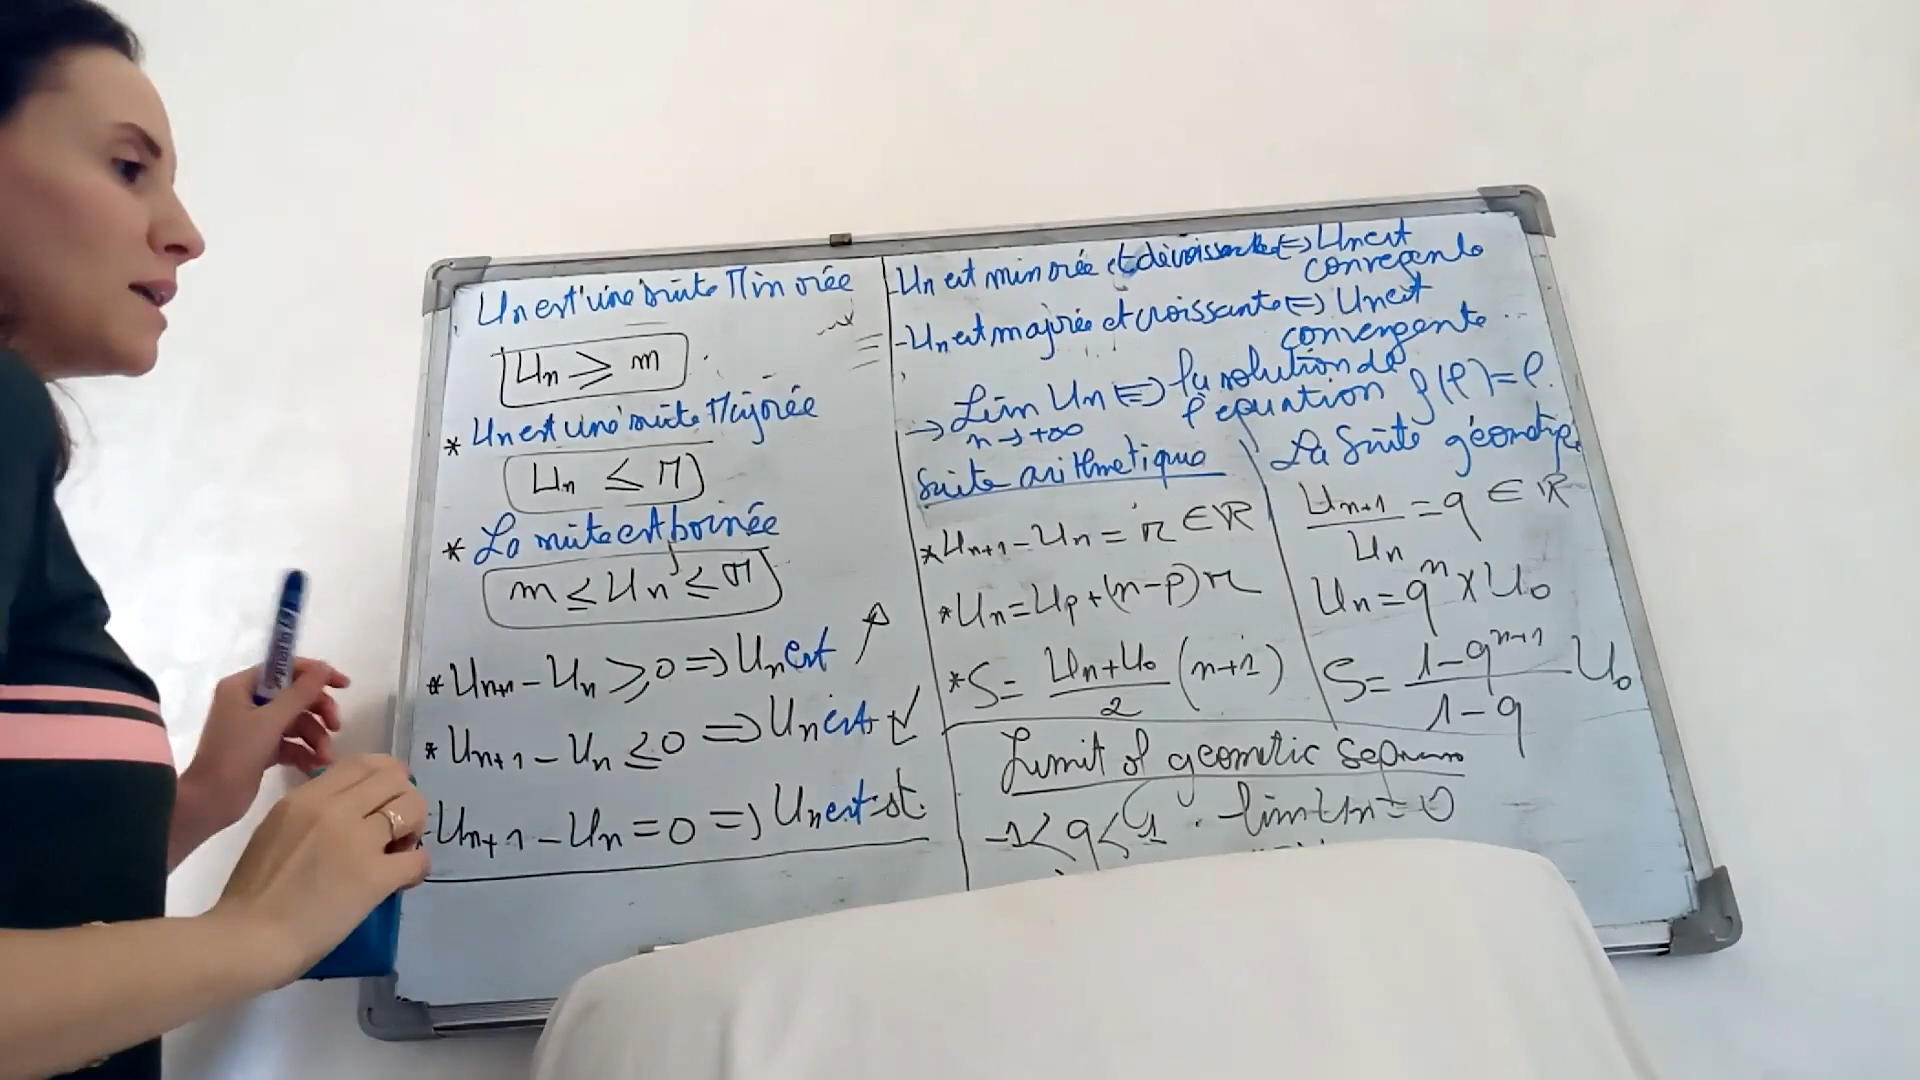 Un est une suite Minorée
Un ≥ m
* Un est une suite Majorée
Un ≤ M
* La suite est bornée
m ≤ Un ≤ M
* Un+1 - Un ≥ 0 => Un est ↗
* Un+1 - Un ≤ 0 => Un est ↙
Un+1 - Un = 0 => Un est st.
- Un est minorée et décroissante <=> Un est
convergente
- Un est majorée et croissante <=> Un est
convergente
→ Lim Un <=> la solution de
n → +∞ l'equation f(l) = l.
Suite arithmetique
* Un+1 - Un = r ∈ R
* Un = Up + (n-p) r
* S = (Un + U0)/2 (n+1)
La Suite
Un+1/Un = q ∈ R
Un = q^n x U0
S = (1 - q^n+1)/(1 - q) U0
Limit of
-1 < q < 1 . lim Un = 0